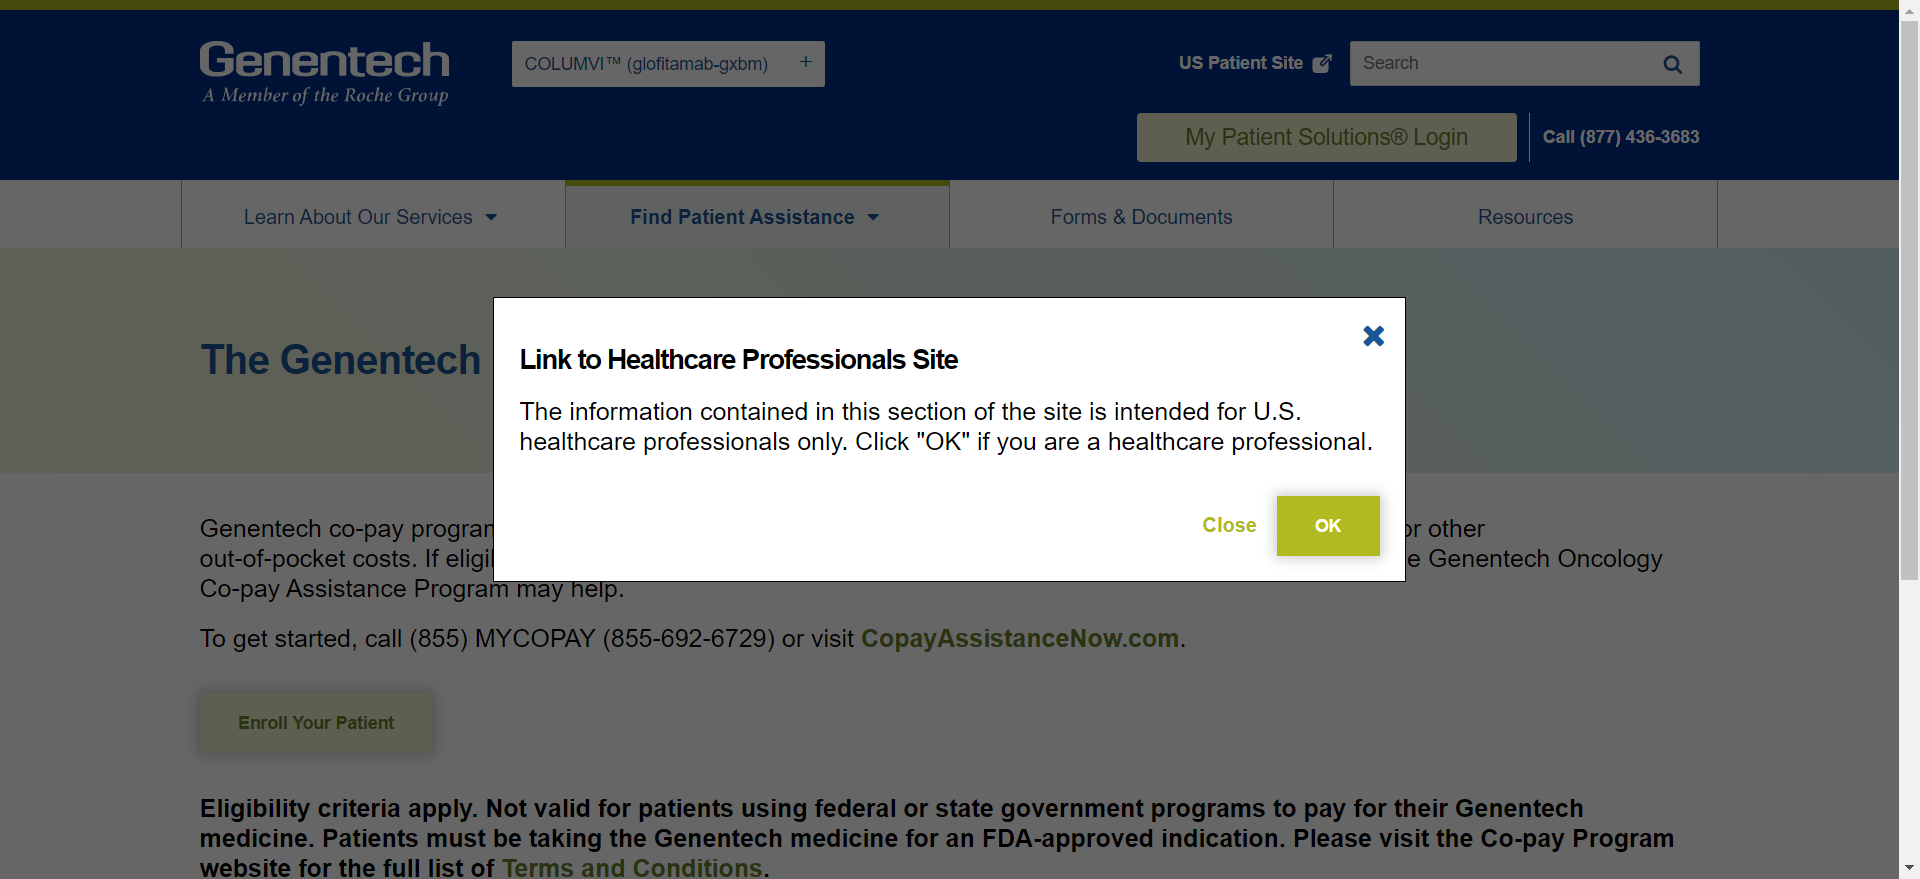 Genentech
A Member of the Roche Group
COLUMVI™ (glofitamab-gxbm) +
US Patient Site
Search
My Patient Solutions® Login
Call (877) 436-3683
Learn About Our Services
Find Patient Assistance
Forms & Documents
Resources
The Genentech
Link to Healthcare Professionals Site
The information contained in this section of the site is intended for U.S.
healthcare professionals only. Click "OK" if you are a healthcare professional.
Close
OK
Genentech co-pay program
or other
out-of-pocket costs. If eligi
e Genentech Oncology
Co-pay Assistance Program may help.
To get started, call (855) MYCOPAY (855-692-6729) or visit CopayAssistanceNow.com.
Enroll Your Patient
Eligibility criteria apply. Not valid for patients using federal or state government programs to pay for their Genentech
medicine. Patients must be taking the Genentech medicine for an FDA-approved indication. Please visit the Co-pay Program
website for the full list of Terms and Conditions.